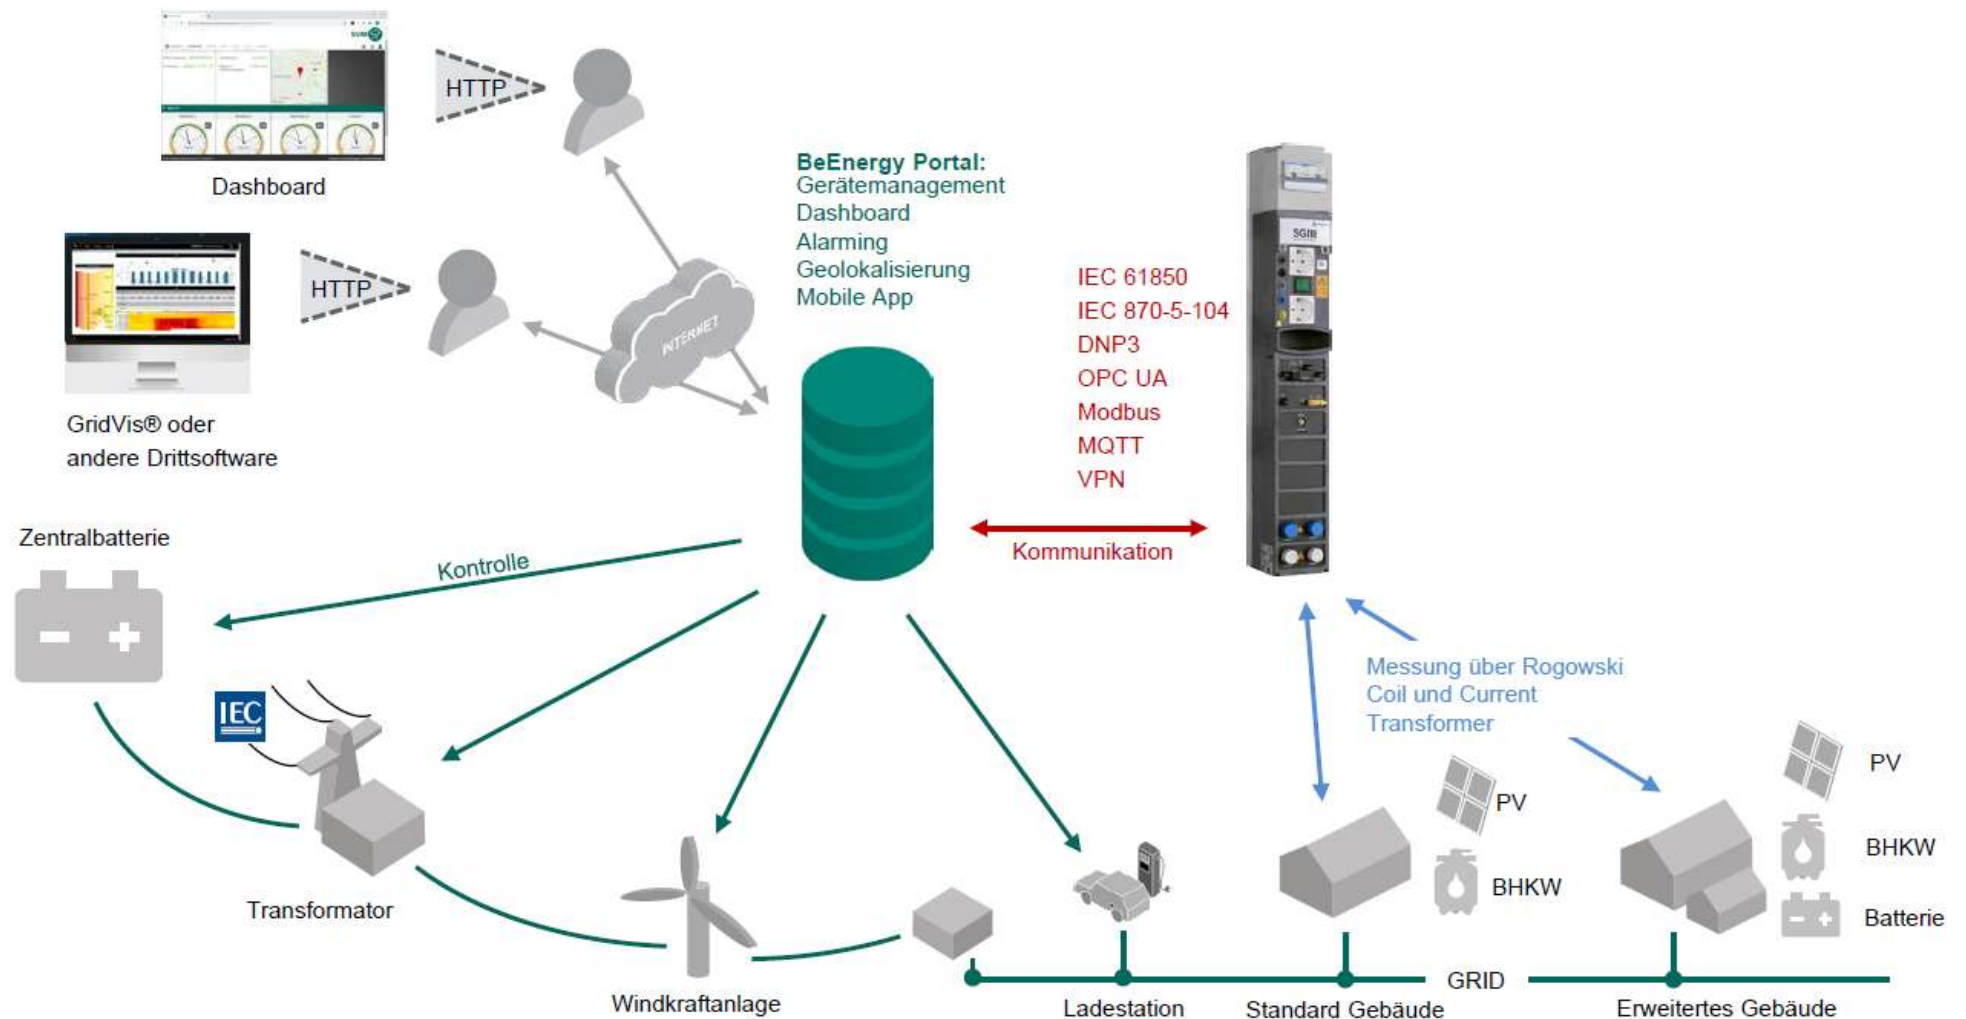 HTTP
Dashboard
HTTP
GridVis® oder
andere Drittsoftware
INTERNET
BeEnergy Portal:
Gerätemanagement
Dashboard
Alarming
Geolokalisierung
Mobile App
IEC 61850
IEC 870-5-104
DNP3
OPC UA
Modbus
MQTT
VPN
Kommunikation
SGIM
Zentralbatterie
Kontrolle
IEC
Transformator
Windkraftanlage
Messung über Rogowski
Coil und Current
Transformer
PV
BHKW
PV
BHKW
Batterie
GRID
Ladestation
Standard Gebäude
Erweitertes Gebäude